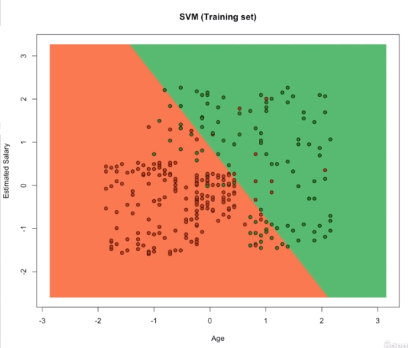 SVM (Training set)
3
2
1
0
-1
-2
Estimated Salary
-3 -2 -1 0 1 2 3
Age